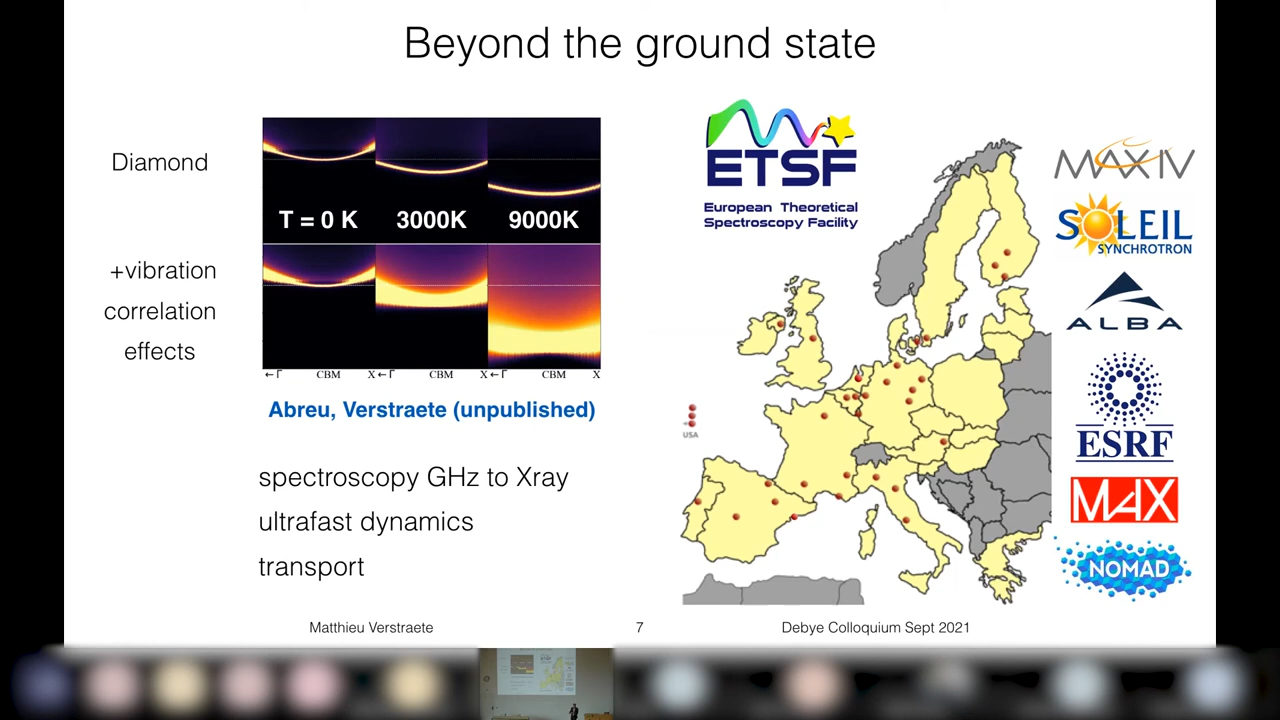 Beyond the ground state
Diamond
T = 0 K
3000K
9000K
+vibration
correlation
effects
←Γ CBM X ←Γ CBM X ←Γ CBM X
Abreu, Verstraete (unpublished)
spectroscopy GHz to Xray
ultrafast dynamics
transport
ETSF
European Theoretical
Spectroscopy Facility
USA
MAXIV
SOLEIL
SYNCHROTRON
ALBA
ESRF
MAX
NOMAD
Matthieu Verstraete
7
Debye Colloquium Sept 2021